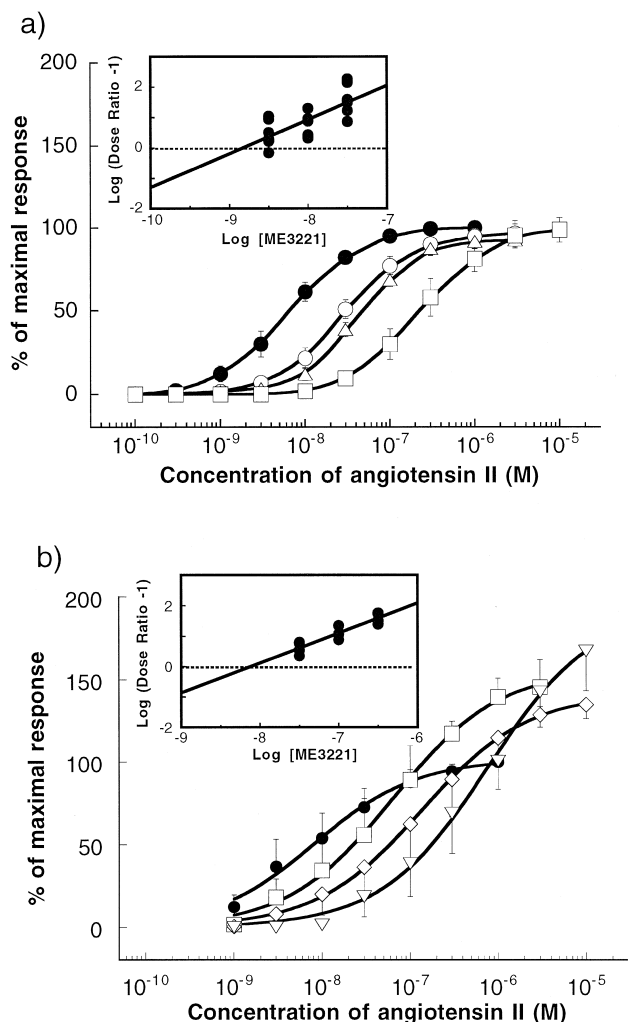 a)
% of maximal response
200
150
100
50
0
Log (Dose Ratio -1)
2
0
-2
-10 -9 -8 -7
Log [ME3221]
10-10 10-9 10-8 10-7 10-6 10-5
Concentration of angiotensin II (M)
b)
% of maximal response
200
150
100
50
0
Log (Dose Ratio -1)
2
0
-2
-9 -8 -7 -6
Log [ME3221]
10-10 10-9 10-8 10-7 10-6 10-5
Concentration of angiotensin II (M)